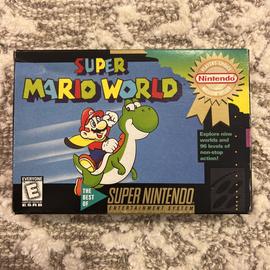 SUPER
MARIO WORLD
Nintendo
Explore nine
worlds and
96 levels of
non-stop
action!
EVERYONE
E
ESRB
THE
BEST
OF
SUPER NINTENDO
ENTERTAINMENT SYSTEM